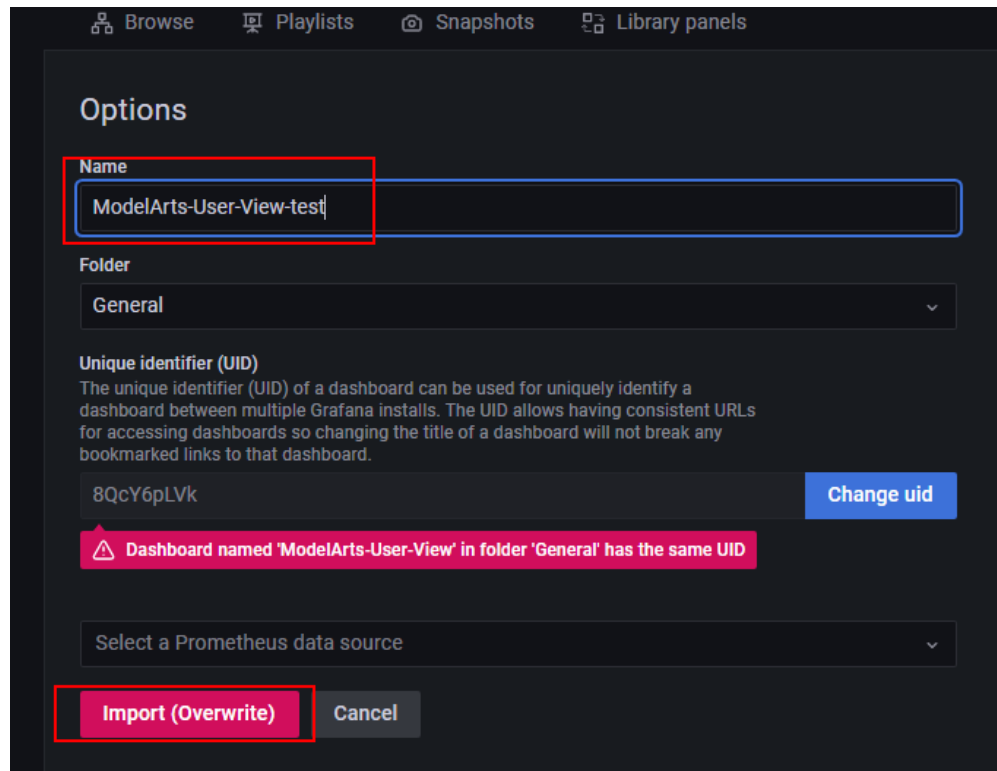 Browse Playlists Snapshots Library panels
Options
Name
ModelArts-User-View-test
Folder
General
Unique identifier (UID)
The unique identifier (UID) of a dashboard can be used for uniquely identify a
dashboard between multiple Grafana installs. The UID allows having consistent URLs
for accessing dashboards so changing the title of a dashboard will not break any
bookmarked links to that dashboard.
8QcY6pLVk Change uid
Dashboard named 'ModelArts-User-View' in folder 'General' has the same UID
Select a Prometheus data source
Import (Overwrite) Cancel